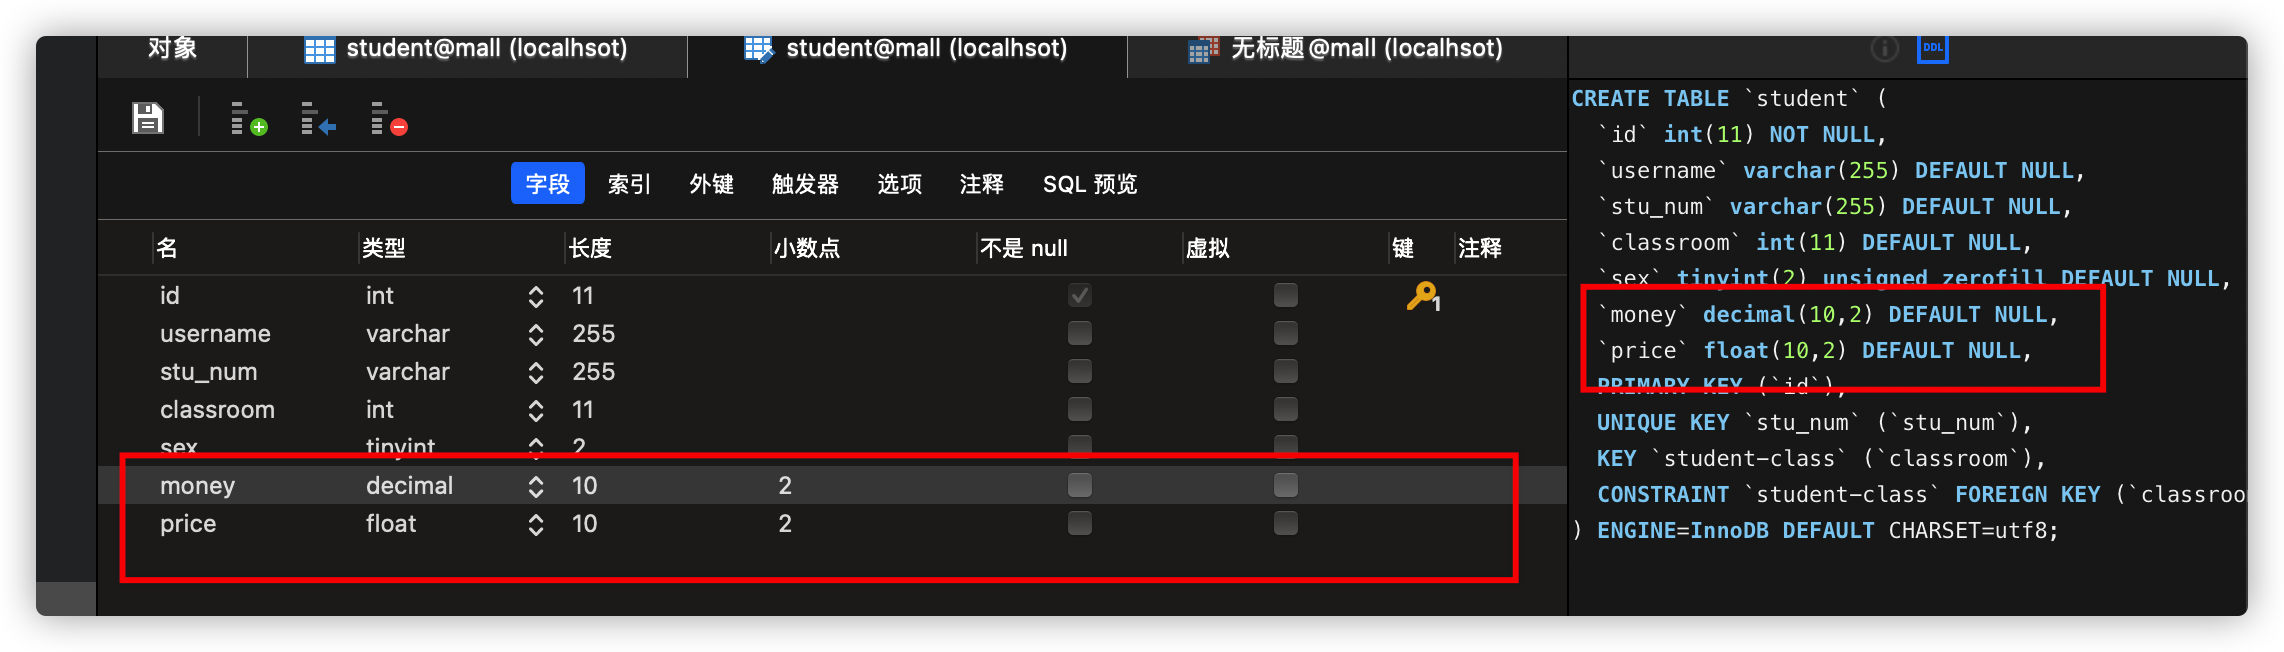 对象
student@mall (localhsot)
student@mall (localhsot)
无标题@mall (localhsot)
DDL
字段 索引 外键 触发器 选项 注释 SQL 预览
名 类型 长度 小数点 不是 null 虚拟 键 注释
id int 11 1
username varchar 255
stu_num varchar 255
classroom int 11
sex tinyint 2
money decimal 10 2
price float 10 2
CREATE TABLE `student` (
`id` int(11) NOT NULL,
`username` varchar(255) DEFAULT NULL,
`stu_num` varchar(255) DEFAULT NULL,
`classroom` int(11) DEFAULT NULL,
`sex` tinyint(2) unsigned zerofill DEFAULT NULL,
`money` decimal(10,2) DEFAULT NULL,
`price` float(10,2) DEFAULT NULL,
PRIMARY KEY (`id`),
UNIQUE KEY `stu_num` (`stu_num`),
KEY `student-class` (`classroom`),
CONSTRAINT `student-class` FOREIGN KEY (`classroo
) ENGINE=InnoDB DEFAULT CHARSET=utf8;